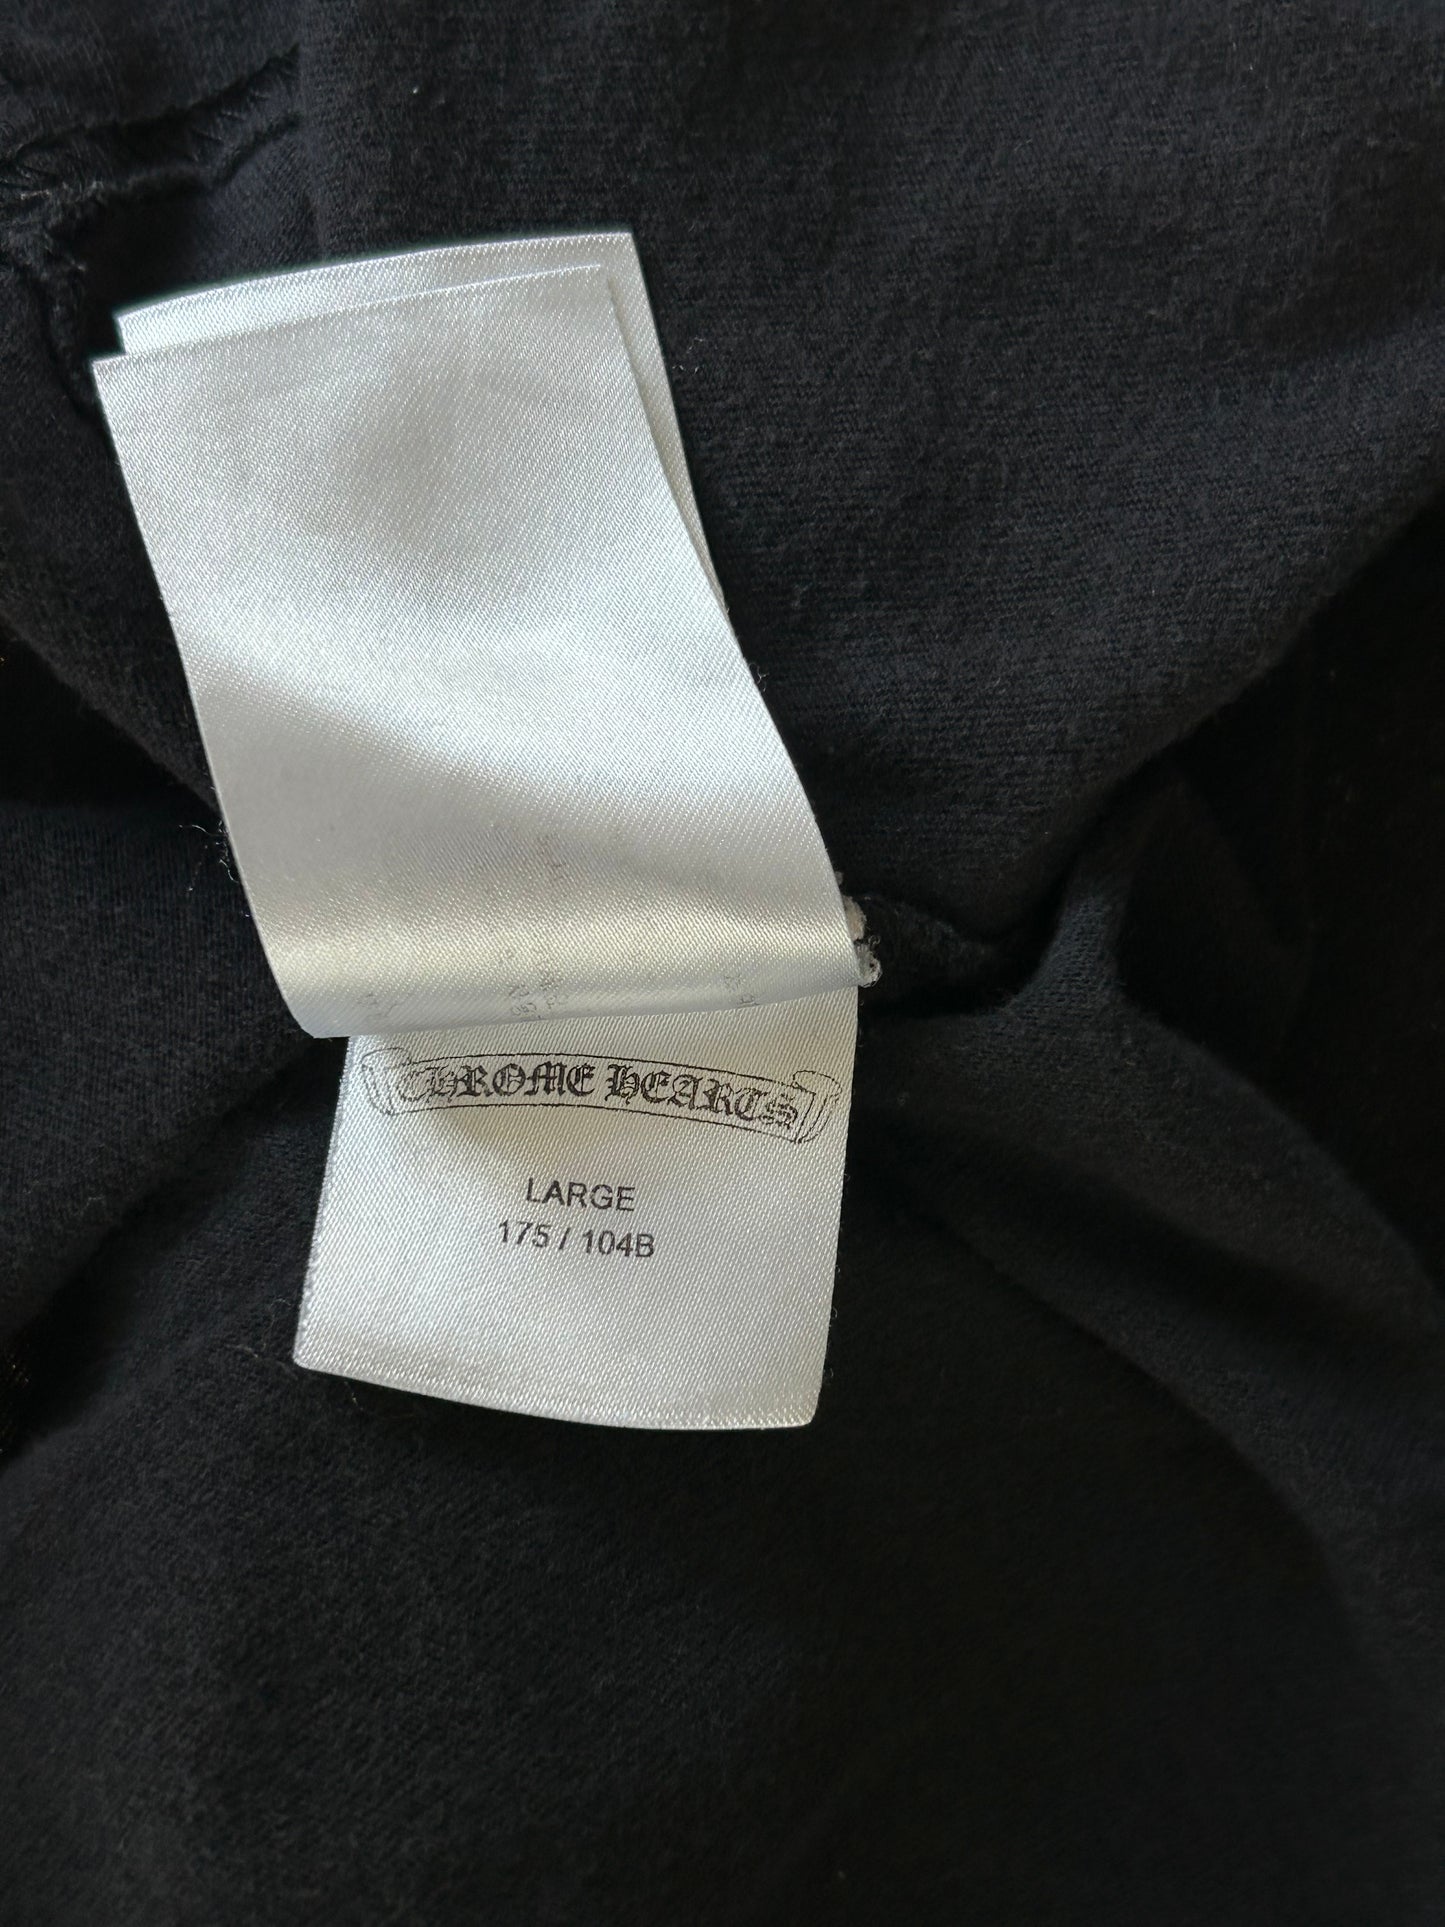 CHROME HEARTS
LARGE
175 / 104B